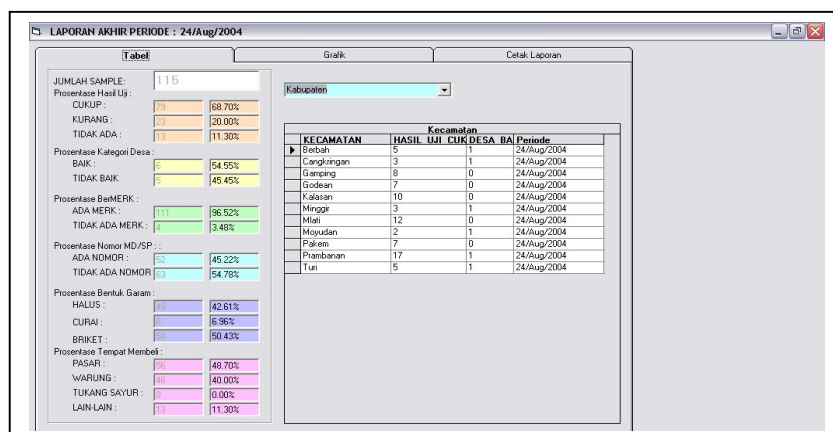 LAPORAN AKHIR PERIODE : 24/Aug/2004
Tabel Grafik Cetak Laporan
JUMLAH SAMPLE: 115
Prosentase Hasil Uji :
CUKUP : 79 68.70%
KURANG : 23 20.00%
TIDAK ADA : 13 11.30%
Prosentase Kategori Desa :
BAIK : 6 54.55%
TIDAK BAIK 5 45.45%
Prosentase BerMERK :
ADA MERK : 111 96.52%
TIDAK ADA MERK : 4 3.48%
Prosentase Nomor MD/SP : :
ADA NOMOR : 52 45.22%
TIDAK ADA NOMOR 63 54.78%
Prosentase Bentuk Garam :
HALUS : 49 42.61%
CURAI : 8 6.96%
BRIKET : 58 50.43%
Prosentase Tempat Membeli :
PASAR : 56 48.70%
WARUNG : 46 40.00%
TUKANG SAYUR : 0 0.00%
LAIN-LAIN : 13 11.30%
Kabupaten
Kecamatan
KECAMATAN HASIL_UJI_CUK DESA_BA Periode
Berbah 5 1 24/Aug/2004
Cangkringan 3 1 24/Aug/2004
Gamping 8 0 24/Aug/2004
Godean 7 0 24/Aug/2004
Kalasan 10 0 24/Aug/2004
Minggir 3 1 24/Aug/2004
Mlati 12 0 24/Aug/2004
Moyudan 2 1 24/Aug/2004
Pakem 7 0 24/Aug/2004
Prambanan 17 1 24/Aug/2004
Turi 5 1 24/Aug/2004